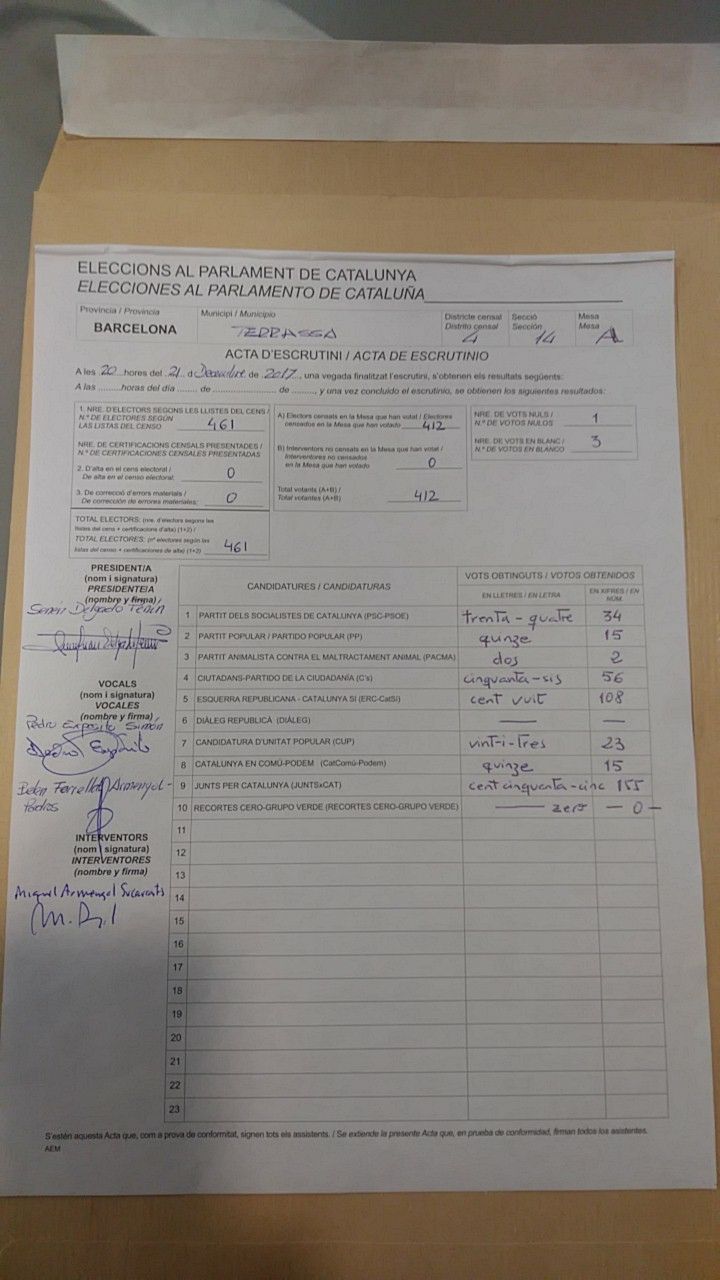 ELECCIONS AL PARLAMENT DE CATALUNYA
ELECCIONES AL PARLAMENTO DE CATALUÑA
Província / Provincia
BARCELONA
Municipi / Municipio
TERRASSA
Districte censal
Distrito censal
4
Secció
Sección
14
Mesa
Mesa
A
ACTA D'ESCRUTINI / ACTA DE ESCRUTINIO
A les 20 hores del 21 d Decembre de 2017, una vegada finalitzat l'escrutini, s'obtenen els resultats següents:
A las ........horas del día ....... de ................. de ........, y una vez concluido el escrutinio, se obtienen los siguientes resultados:
1. NRE. D'ELECTORS SEGONS LES LLISTES DEL CENS /
N.º DE ELECTORES SEGÚN
LAS LISTAS DEL CENSO 461
NRE. DE CERTIFICACIONS CENSALS PRESENTADES /
N.º DE CERTIFICACIONES CENSALES PRESENTADAS
2. D'alta en el cens electoral /
De alta en el censo electoral: 0
3. De correcció d'errors materials /
De corrección de errores materiales: 0
TOTAL ELECTORS: (nre. d'electors segons les
llistes del cens + certificacions d'alta) (1+2) /
TOTAL ELECTORES: (nº electores según las
listas del censo + certificaciones de alta) (1+2) 461
A) Electors censats en la Mesa que han votat / Electores
censados en la Mesa que han votado 412
B) Interventors no censats en la Mesa que han votat /
Interventores no censados
en la Mesa que han votado 0
Total votants (A+B) /
Total votantes (A+B) 412
NRE. DE VOTS NULS /
N.º DE VOTOS NULOS 1
NRE. DE VOTS EN BLANC /
N.º DE VOTOS EN BLANCO 3
PRESIDENT/A
(nom i signatura)
PRESIDENTE/A
(nombre y firma)
Delgado
VOCALS
(nom i signatura)
VOCALES
(nombre y firma)
Pedro Expósito Simón
Pedro Expósito
Belén Ferrella Armengol-
INTERVENTORS
(nom i signatura)
INTERVENTORES
(nombre y firma)
Miquel Armengol Sucarrats
CANDIDATURES / CANDIDATURAS
VOTS OBTINGUTS / VOTOS OBTENIDOS
EN LLETRES / EN LETRA
EN XIFRES / EN NÚM.
1 PARTIT DELS SOCIALISTES DE CATALUNYA (PSC-PSOE) trenta-quatre 34
2 PARTIT POPULAR / PARTIDO POPULAR (PP) quinze 15
3 PARTIT ANIMALISTA CONTRA EL MALTRACTAMENT ANIMAL (PACMA) dos 2
4 CIUTADANS-PARTIDO DE LA CIUDADANÍA (C's) cinquanta-sis 56
5 ESQUERRA REPUBLICANA - CATALUNYA SÍ (ERC-CatSí) cent vuit 108
6 DIÀLEG REPUBLICÀ (DIÀLEG) — —
7 CANDIDATURA D'UNITAT POPULAR (CUP) vint-i-tres 23
8 CATALUNYA EN COMÚ-PODEM (CatComú-Podem) quinze 15
9 JUNTS PER CATALUNYA (JUNTSxCAT) cent cinquanta-cinc 155
10 RECORTES CERO-GRUPO VERDE (RECORTES CERO-GRUPO VERDE) — zero — 0 —
11
12
13
14
15
16
17
18
19
20
21
22
23
S'estén aquesta Acta que, com a prova de conformitat, signen tots els assistents. / Se extiende la presente Acta que, en prueba de conformidad, firman todos los asistentes.
AEM